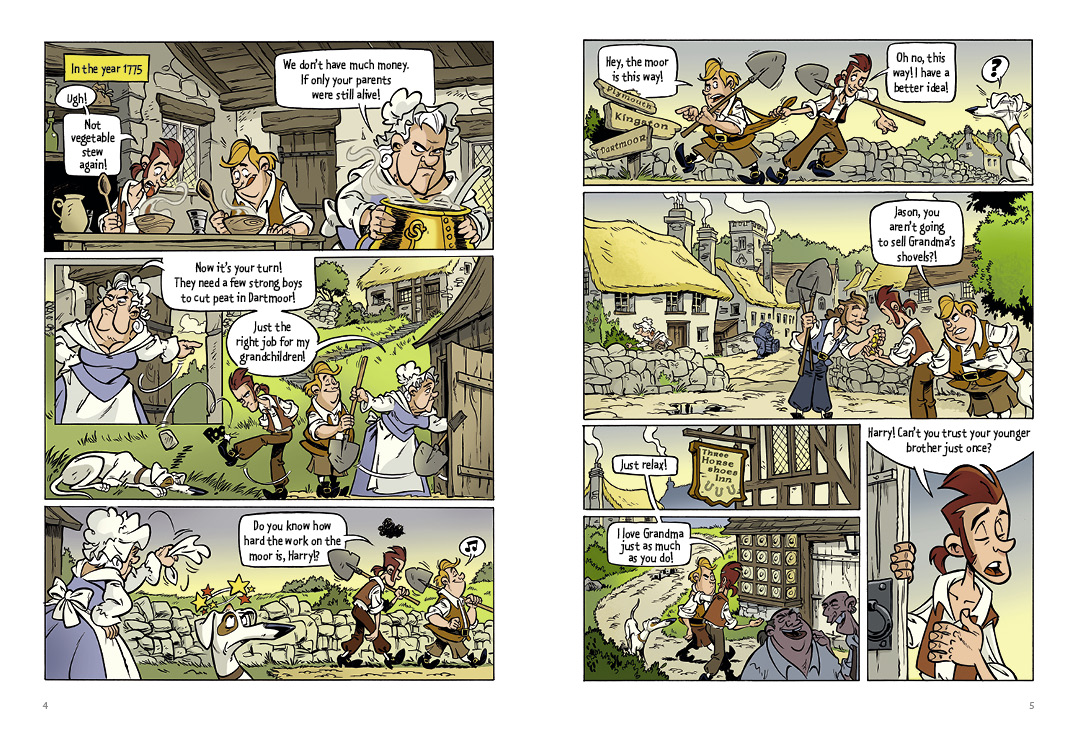 In the year 1775
Ugh!
Not
vegetable
stew
again!
We don't have much money.
If only your parents
were still alive!
Now it's your turn!
They need a few strong boys
to cut peat in Dartmoor!
Just the
right job for my
grandchildren!
POC
Do you know how
hard the work on the
moor is, Harry!?
4
Hey, the moor
is this way!
Oh no, this
way! I have a
better idea!
?
Plymouth
Kingston
Dartmoor
Jason, you
aren't going
to sell Grandma's
shovels?!
Just relax!
Three
Horse
shoes
Inn
I love Grandma
just as much
as you do!
Harry! Can't you trust your younger
brother just once?
5